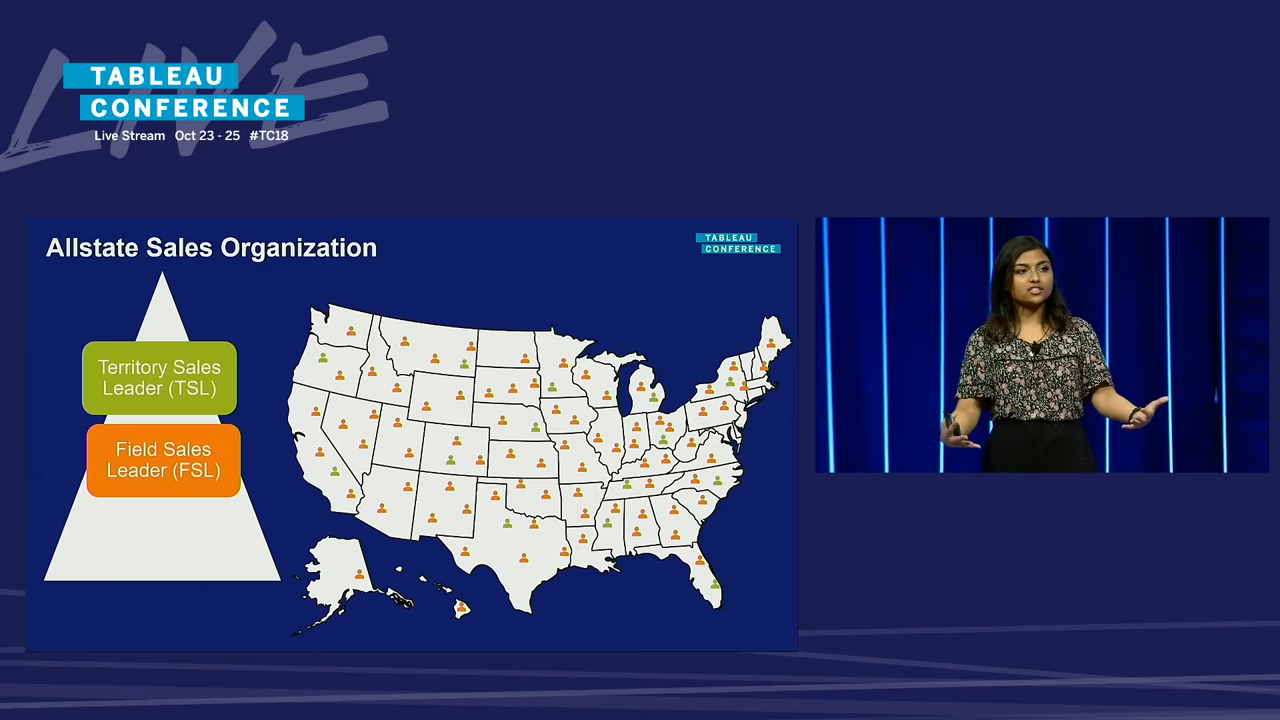 LIVE
TABLEAU
CONFERENCE
Live Stream Oct 23 - 25 #TC18
Allstate Sales Organization
TABLEAU
CONFERENCE
Territory Sales
Leader (TSL)
Field Sales
Leader (FSL)